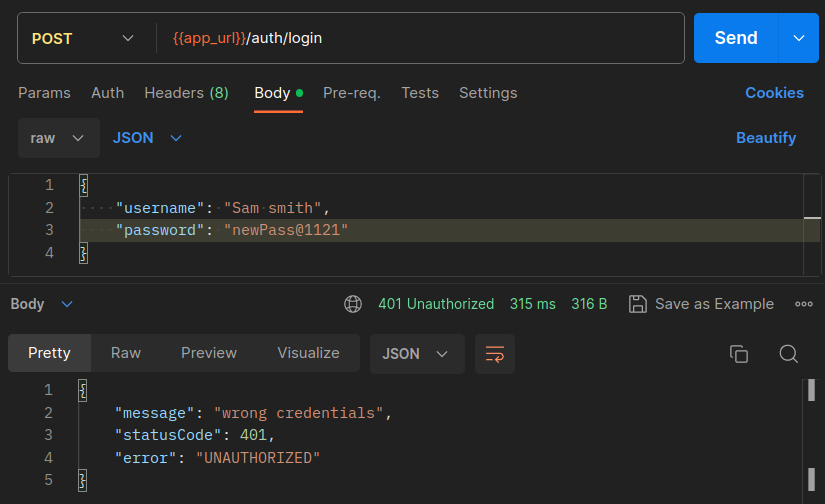 POST {{app_url}}/auth/login Send
Params Auth Headers (8) Body Pre-req. Tests Settings Cookies
raw JSON Beautify
1 {
2 ····"username":·"Sam·smith",
3 ····"password":·"newPass@1121"
4 }
Body 401 Unauthorized 315 ms 316 B Save as Example
Pretty Raw Preview Visualize JSON
1 {
2 "message": "wrong credentials",
3 "statusCode": 401,
4 "error": "UNAUTHORIZED"
5 }